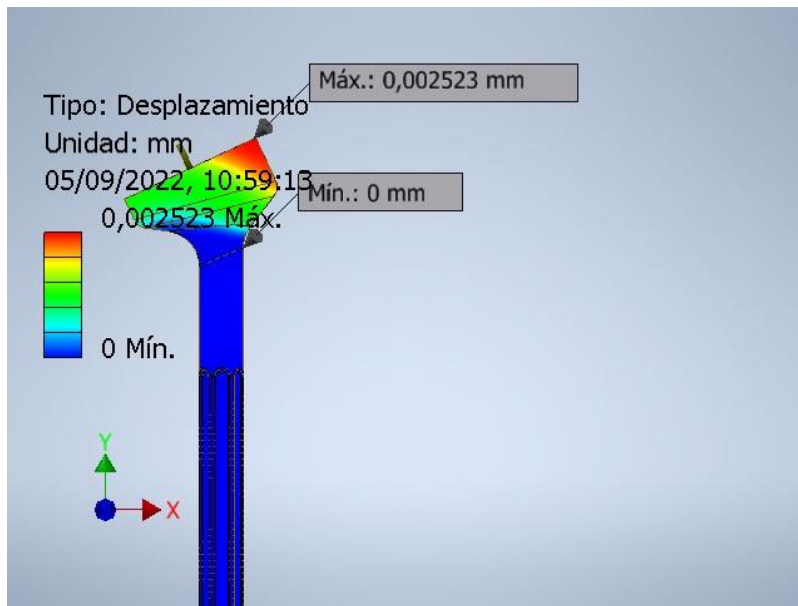 Máx.: 0,002523 mm
Tipo: Desplazamiento
Unidad: mm
05/09/2022, 10:59:13
Mín.: 0 mm
0,002523 Máx.
0 Mín.
Y
X